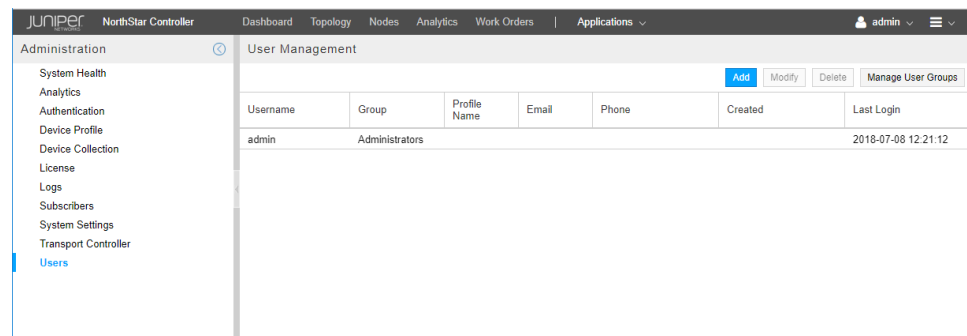 JUNIPER NETWORKS NorthStar Controller Dashboard Topology Nodes Analytics Work Orders | Applications admin
Administration
System Health
Analytics
Authentication
Device Profile
Device Collection
License
Logs
Subscribers
System Settings
Transport Controller
Users
User Management
Add Modify Delete Manage User Groups
Username Group Profile Name Email Phone Created Last Login
admin Administrators 2018-07-08 12:21:12